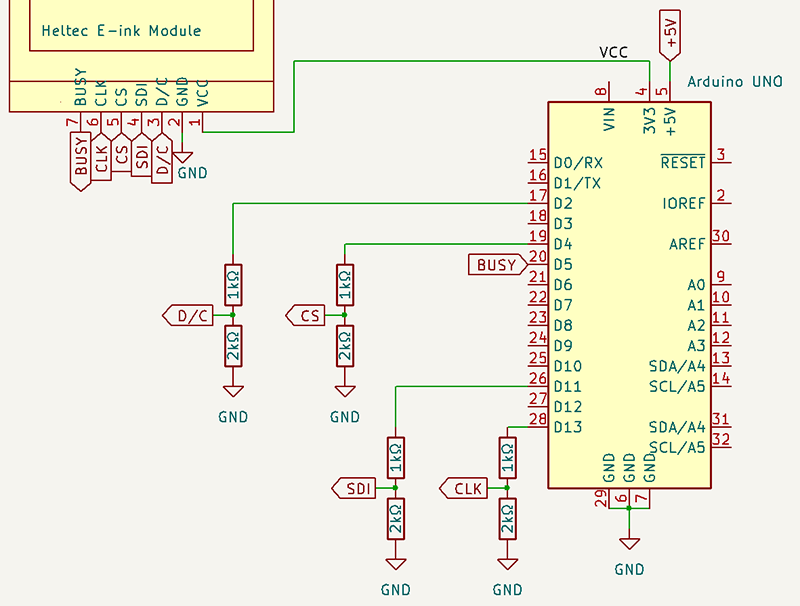 Heltec E-ink Module
BUSY CLK CS SDI D/C GND VCC
7 6 5 4 3 2 1
BUSY CLK CS SDI D/C
GND
VCC
+5V
Arduino UNO
8 4 5
VIN 3V3 +5V
15 D0/RX
16 D1/TX
17 D2
18 D3
19 D4
20 D5
21 D6
22 D7
23 D8
24 D9
25 D10
26 D11
27 D12
28 D13
RESET 3
IOREF 2
AREF 30
A0 9
A1 10
A2 11
A3 12
SDA/A4 13
SCL/A5 14
SDA/A4 31
SCL/A5 32
GND GND GND
29 6 7
GND
BUSY
1kΩ
D/C
2kΩ
GND
1kΩ
CS
2kΩ
GND
1kΩ
SDI
2kΩ
GND
1kΩ
CLK
2kΩ
GND